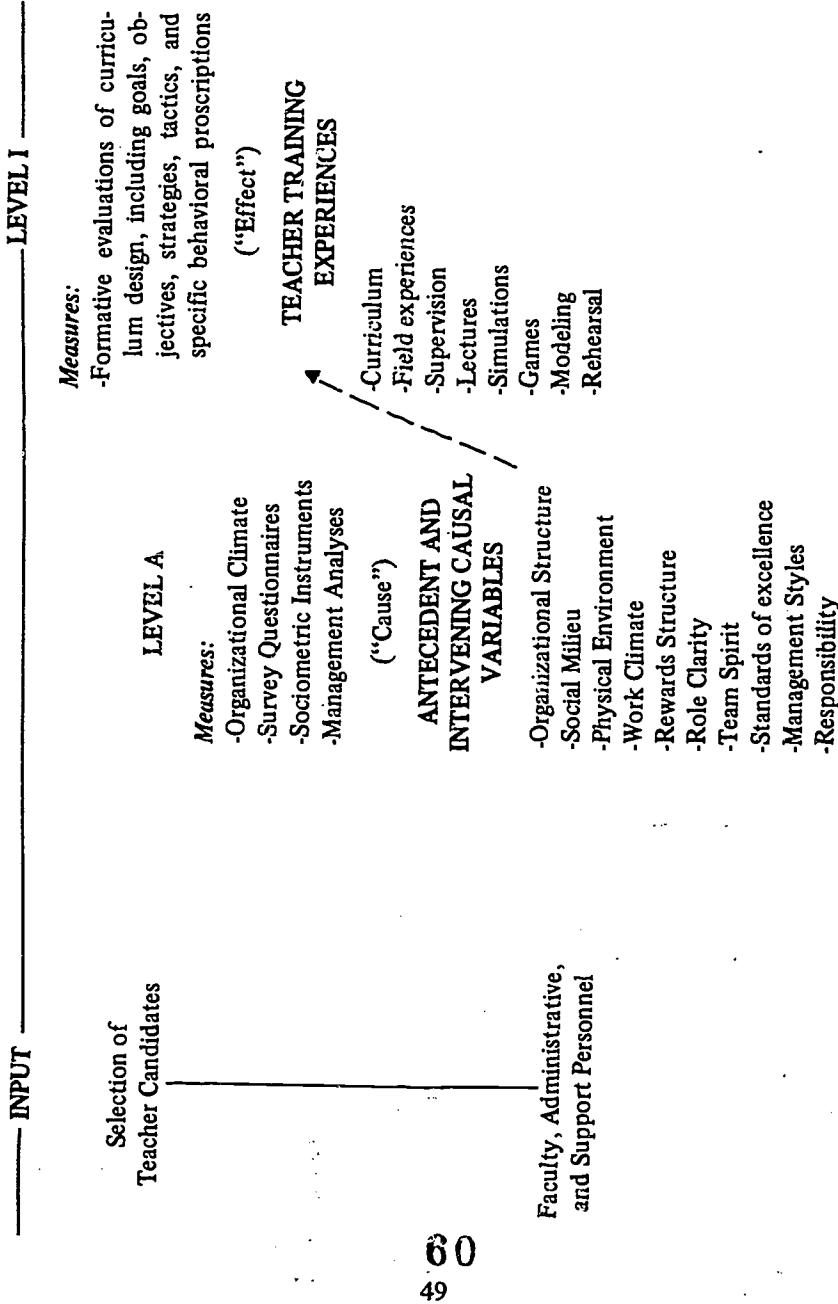 INPUT
LEVEL I
Selection of
Teacher Candidates
Faculty, Administrative,
and Support Personnel
LEVEL A
Measures:
-Organizational Climate
-Survey Questionnaires
-Sociometric Instruments
-Management Analyses
("Cause")
ANTECEDENT AND
INTERVENING CAUSAL
VARIABLES
-Organizational Structure
-Social Milieu
-Physical Environment
-Work Climate
-Rewards Structure
-Role Clarity
-Team Spirit
-Standards of excellence
-Management Styles
-Responsibility
Measures:
-Formative evaluations of curricu-
lum design, including goals, ob-
jectives, strategies, tactics, and
specific behavioral proscriptions
("Effect")
TEACHER TRAINING
EXPERIENCES
-Curriculum
-Field experiences
-Supervision
-Lectures
-Simulations
-Games
-Modeling
-Rehearsal
60
49